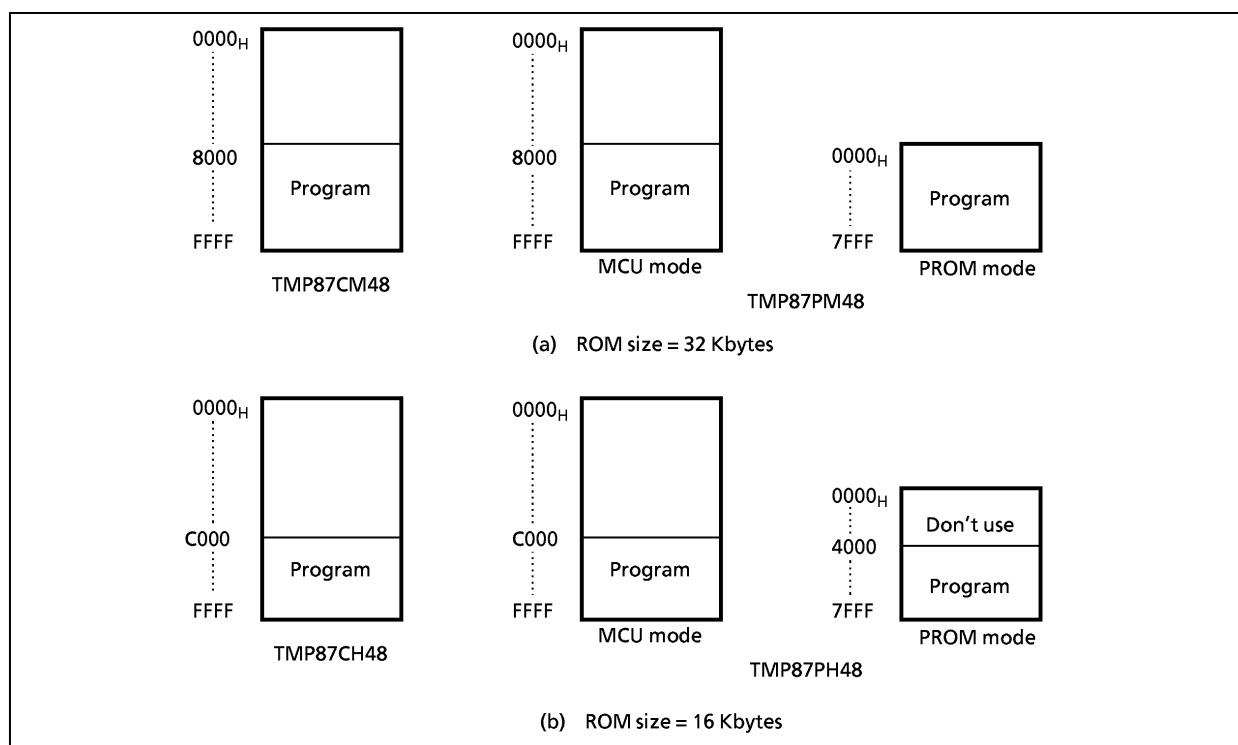 0000H
8000
FFFF
Program
TMP87CM48
0000H
8000
FFFF
Program
MCU mode
0000H
7FFF
Program
PROM mode
TMP87PM48
(a) ROM size = 32 Kbytes
0000H
C000
FFFF
Program
TMP87CH48
0000H
C000
FFFF
Program
MCU mode
0000H
4000
7FFF
Don't use
Program
PROM mode
TMP87PH48
(b) ROM size = 16 Kbytes